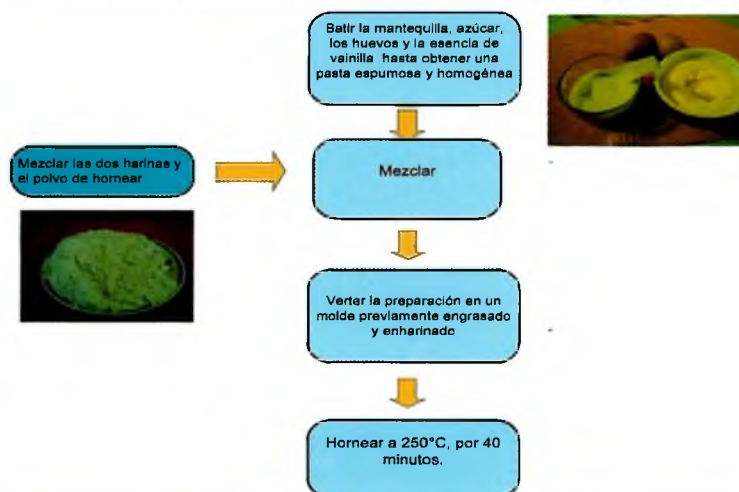 Batir la mantequilla, azúcar,
los huevos y la esencia de
vainilla hasta obtener una
pasta espumosa y homogénea
Mezclar las dos harinas y
el polvo de hornear
Mezclar
Verter la preparación en un
molde previamente engrasado
y enharinado
Hornear a 250°C, por 40
minutos.